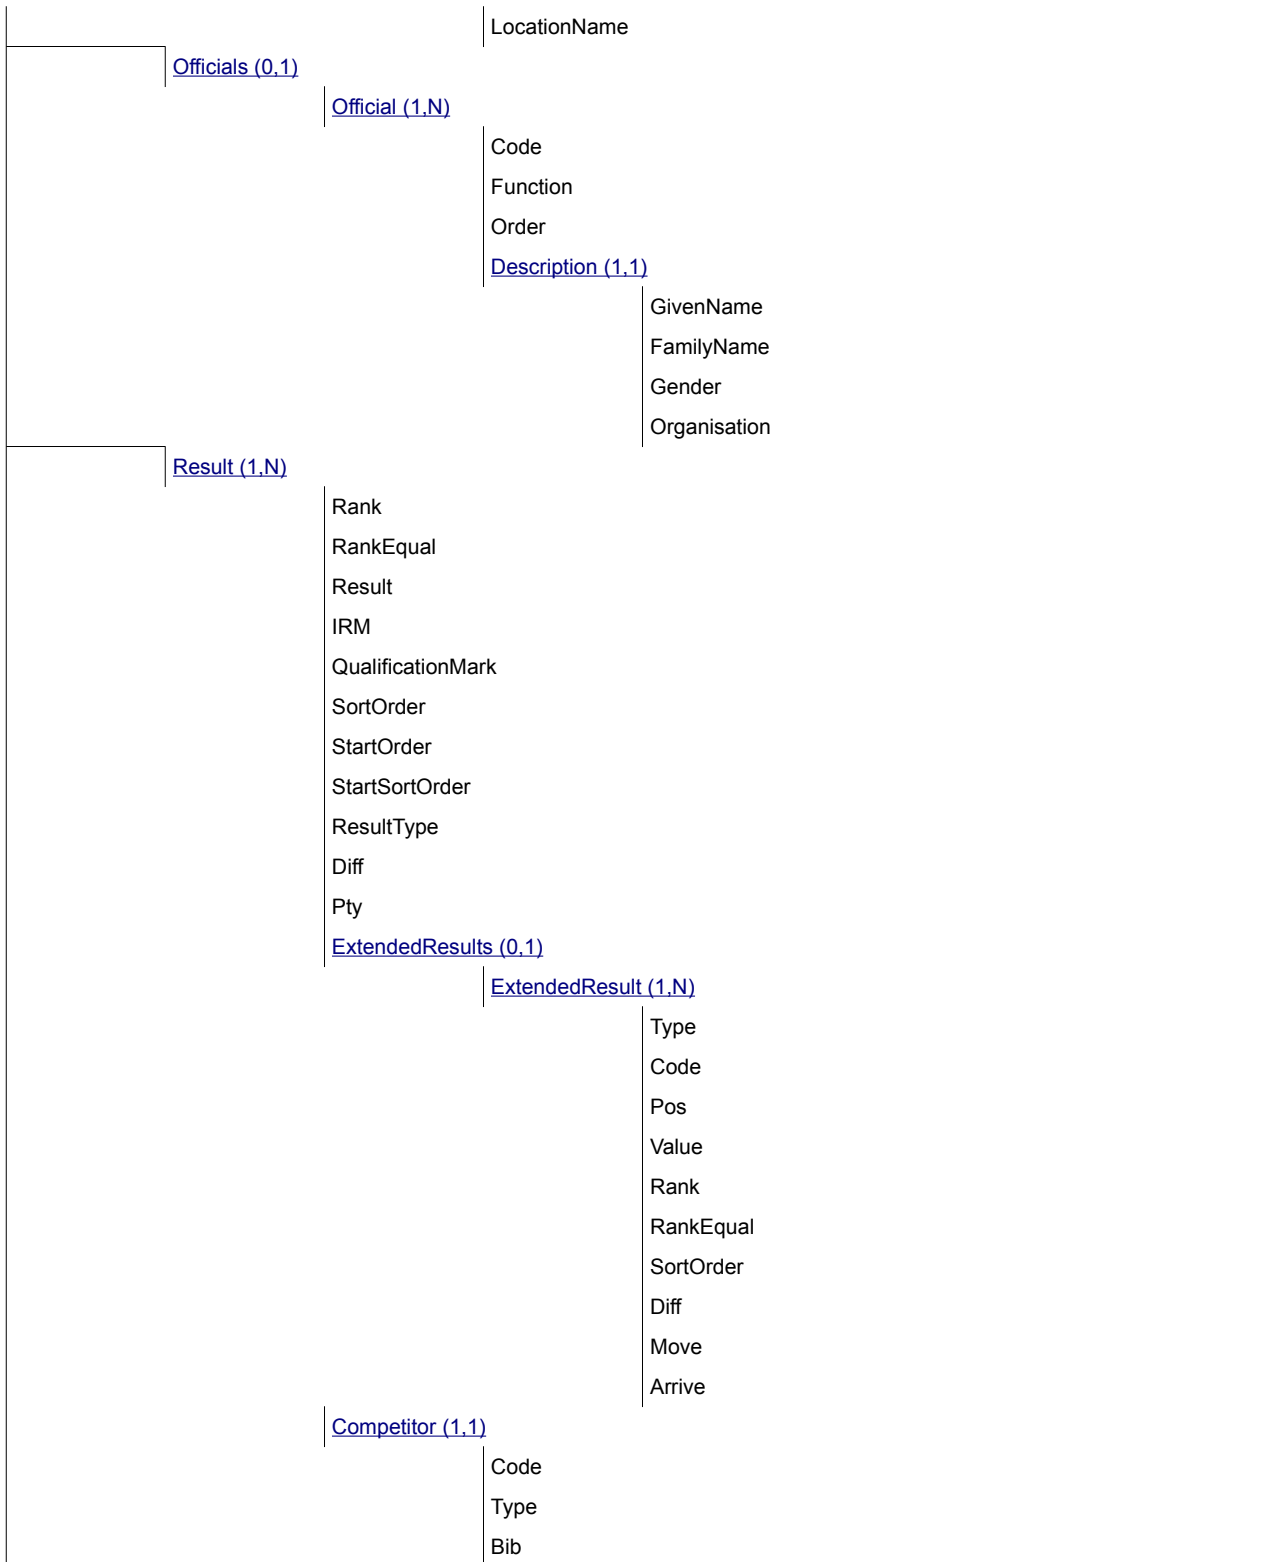 LocationName
Officials (0,1)
Official (1,N)
Code
Function
Order
Description (1,1)
GivenName
FamilyName
Gender
Organisation
Result (1,N)
Rank
RankEqual
Result
IRM
QualificationMark
SortOrder
StartOrder
StartSortOrder
ResultType
Diff
Pty
ExtendedResults (0,1)
ExtendedResult (1,N)
Type
Code
Pos
Value
Rank
RankEqual
SortOrder
Diff
Move
Arrive
Competitor (1,1)
Code
Type
Bib